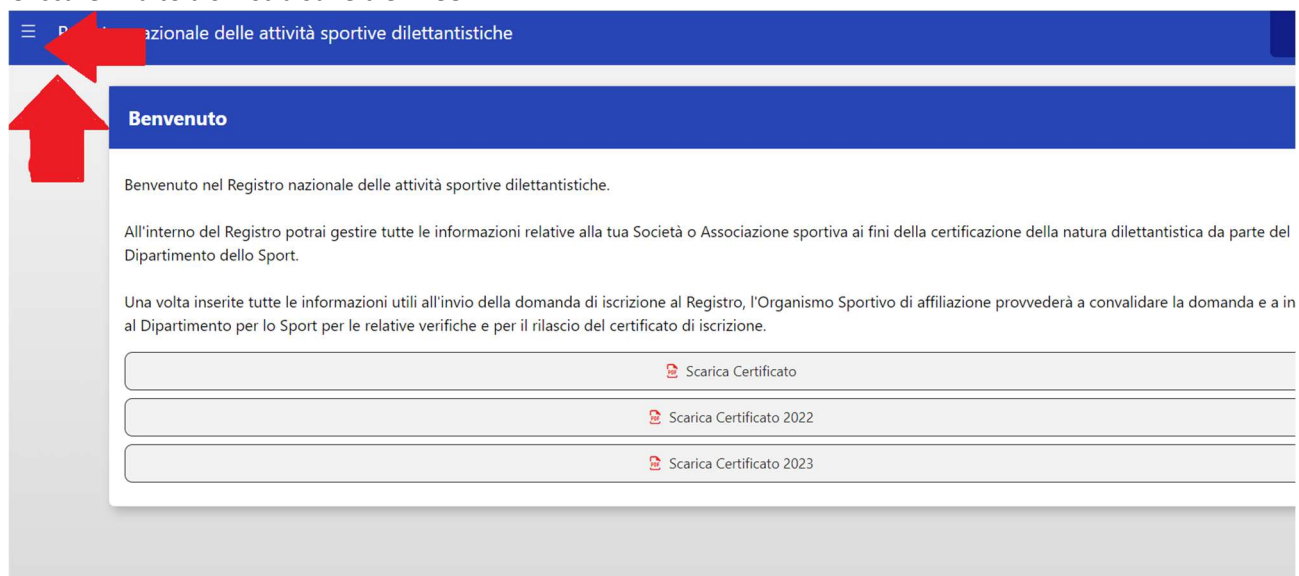 nazionale delle attività sportive dilettantistiche
Benvenuto
Benvenuto nel Registro nazionale delle attività sportive dilettantistiche.
All'interno del Registro potrai gestire tutte le informazioni relative alla tua Società o Associazione sportiva ai fini della certificazione della natura dilettantistica da parte del
Dipartimento dello Sport.
Una volta inserite tutte le informazioni utili all'invio della domanda di iscrizione al Registro, l'Organismo Sportivo di affiliazione provvederà a convalidare la domanda e a in
al Dipartimento per lo Sport per le relative verifiche e per il rilascio del certificato di iscrizione.
Scarica Certificato
Scarica Certificato 2022
Scarica Certificato 2023